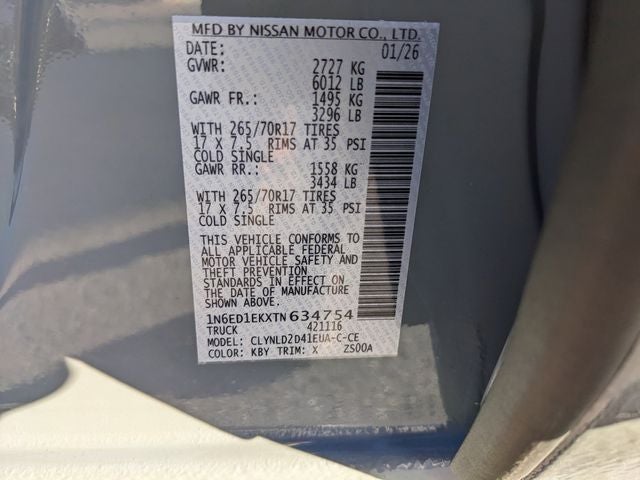 MFD BY NISSAN MOTOR CO., LTD.
DATE: 01/26
GVWR: 2727 KG
6012 LB
GAWR FR.: 1495 KG
3296 LB
WITH 265/70R17 TIRES
17 X 7.5 RIMS AT 35 PSI
COLD SINGLE
GAWR RR.: 1558 KG
3434 LB
WITH 265/70R17 TIRES
17 X 7.5 RIMS AT 35 PSI
COLD SINGLE
THIS VEHICLE CONFORMS TO
ALL APPLICABLE FEDERAL
MOTOR VEHICLE SAFETY AND
THEFT PREVENTION
STANDARDS IN EFFECT ON
THE DATE OF MANUFACTURE
SHOWN ABOVE.
1N6ED1EKXTN634754
TRUCK 421116
MODEL: CLYNLD2D41EUA-C-CE
COLOR: KBY TRIM: X ZS00A